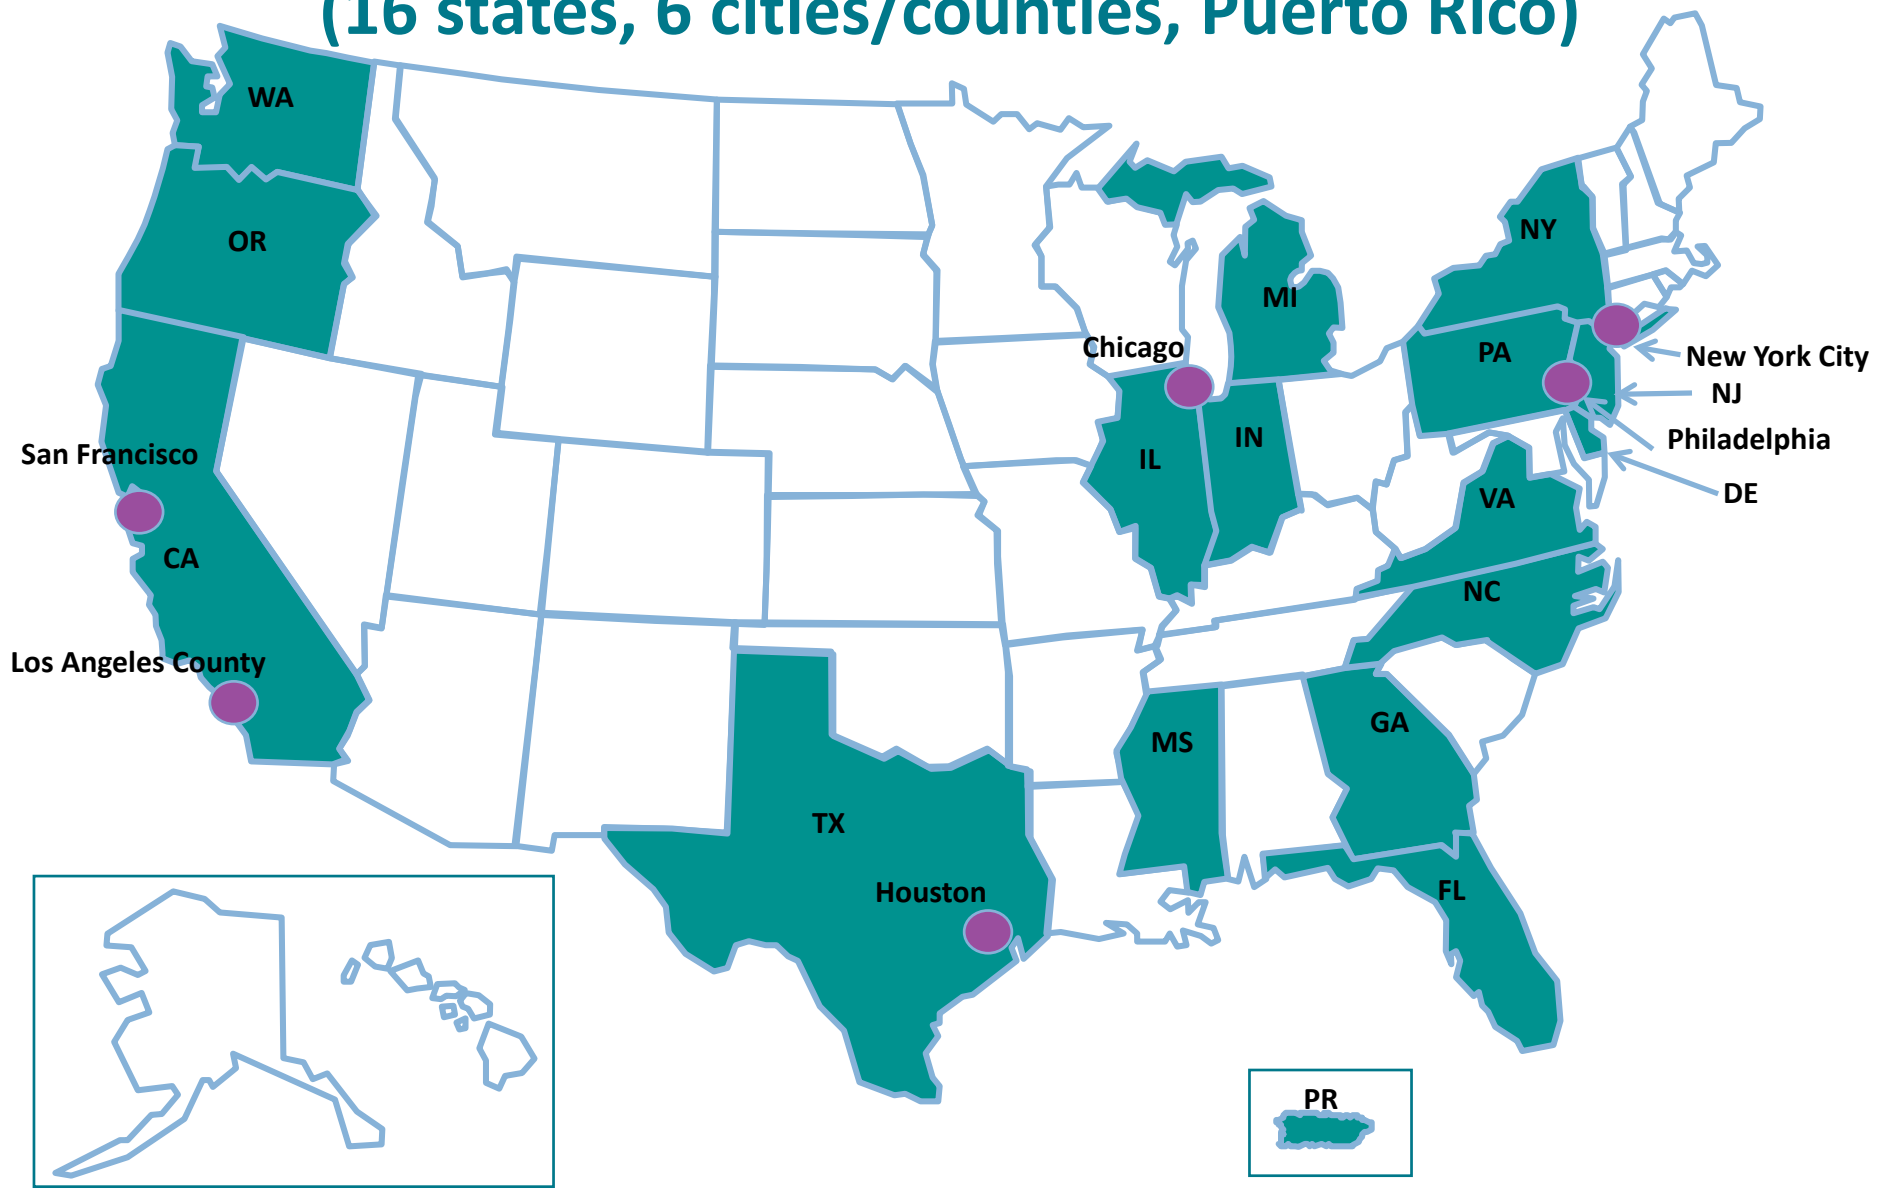 (16 states, 6 cities/counties, Puerto Rico)
WA
OR
NY
MI
Chicago
PA
New York City
NJ
IN
Philadelphia
San Francisco
IL
DE
VA
CA
NC
Los Angeles County
GA
MS
TX
Houston
FL
PR